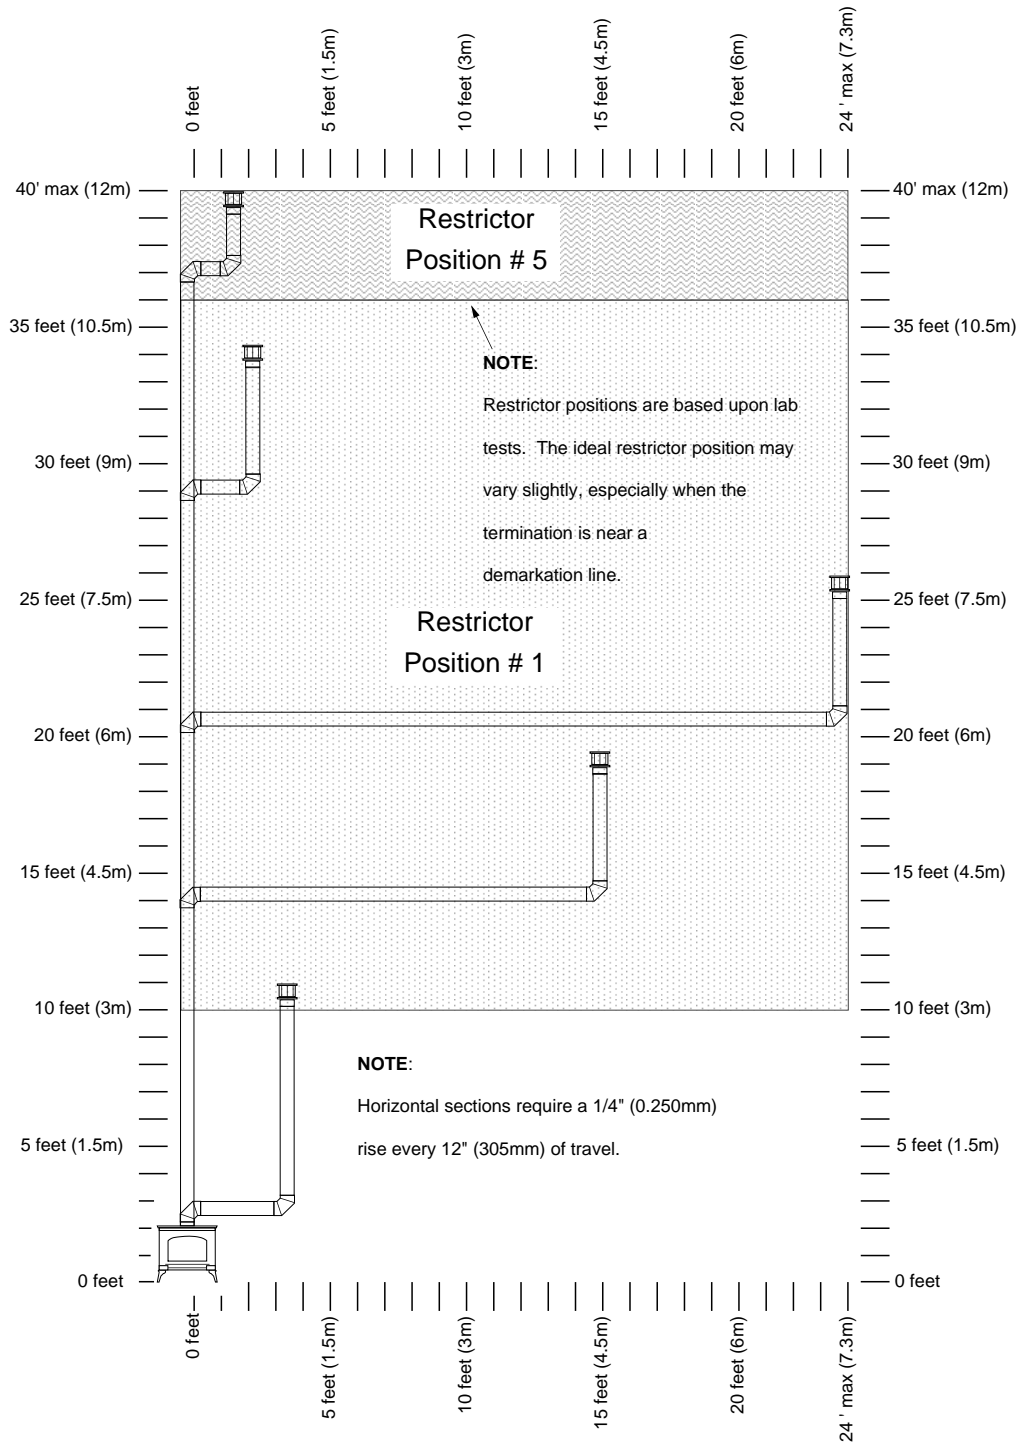 0 feet
5 feet (1.5m)
10 feet (3m)
15 feet (4.5m)
20 feet (6m)
24 ' max (7.3m)
40' max (12m)
35 feet (10.5m)
30 feet (9m)
25 feet (7.5m)
20 feet (6m)
15 feet (4.5m)
10 feet (3m)
5 feet (1.5m)
0 feet
Restrictor
Position # 5
NOTE:
Restrictor positions are based upon lab
tests.  The ideal restrictor position may
vary slightly, especially when the
termination is near a
demarkation line.
Restrictor
Position # 1
NOTE:
Horizontal sections require a 1/4" (0.250mm)
rise every 12" (305mm) of travel.
40' max (12m)
35 feet (10.5m)
30 feet (9m)
25 feet (7.5m)
20 feet (6m)
15 feet (4.5m)
10 feet (3m)
5 feet (1.5m)
0 feet
0 feet
5 feet (1.5m)
10 feet (3m)
15 feet (4.5m)
20 feet (6m)
24 ' max (7.3m)